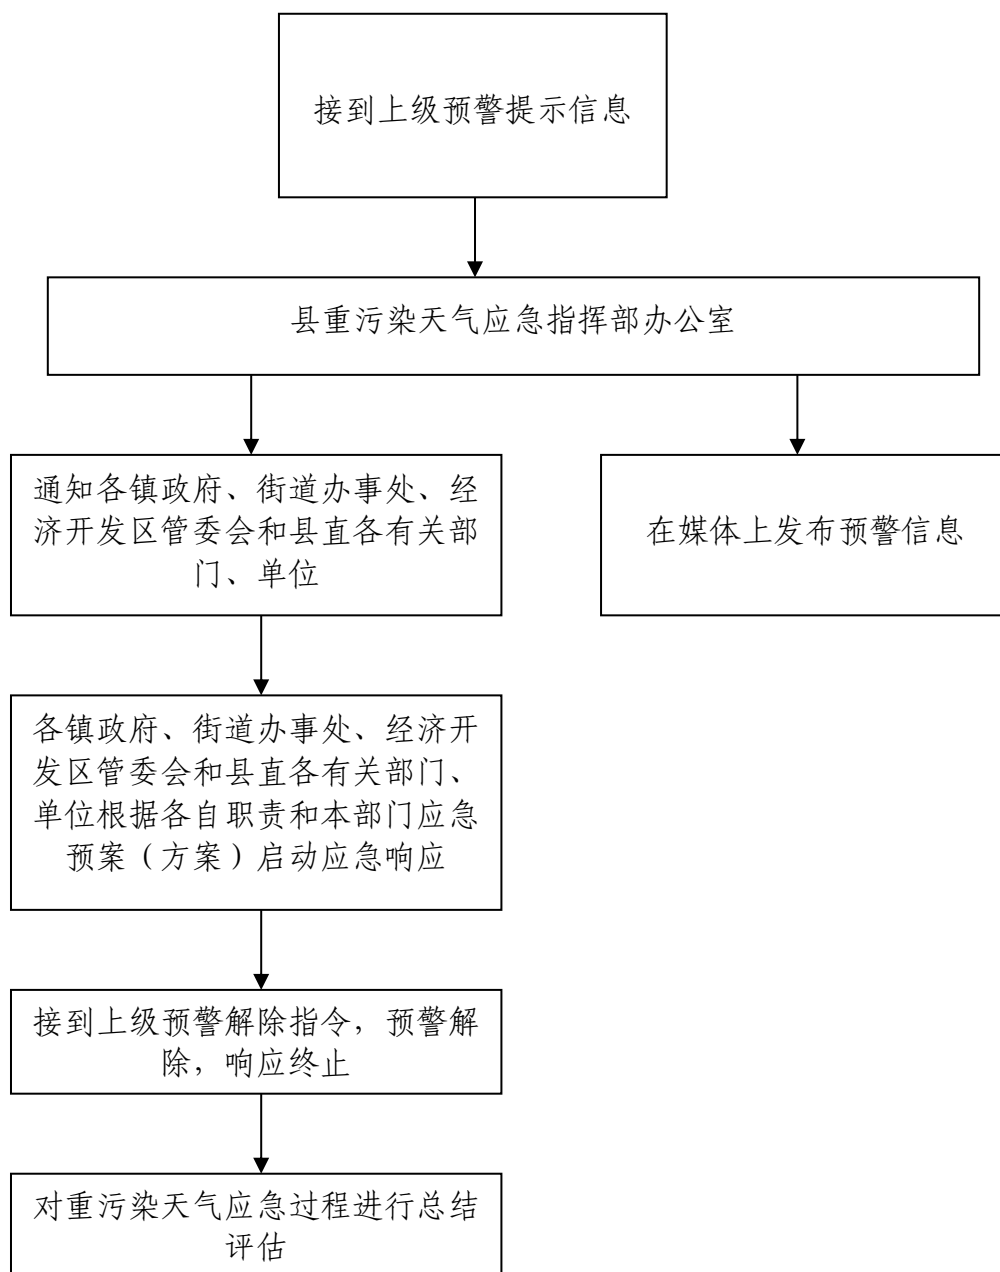 接到上级预警提示信息
县重污染天气应急指挥部办公室
通知各镇政府、街道办事处、经
济开发区管委会和县直各有关部
门、单位
在媒体上发布预警信息
各镇政府、街道办事处、经济开
发区管委会和县直各有关部门、
单位根据各自职责和本部门应急
预案（方案）启动应急响应
接到上级预警解除指令，预警解
除，响应终止
对重污染天气应急过程进行总结
评估